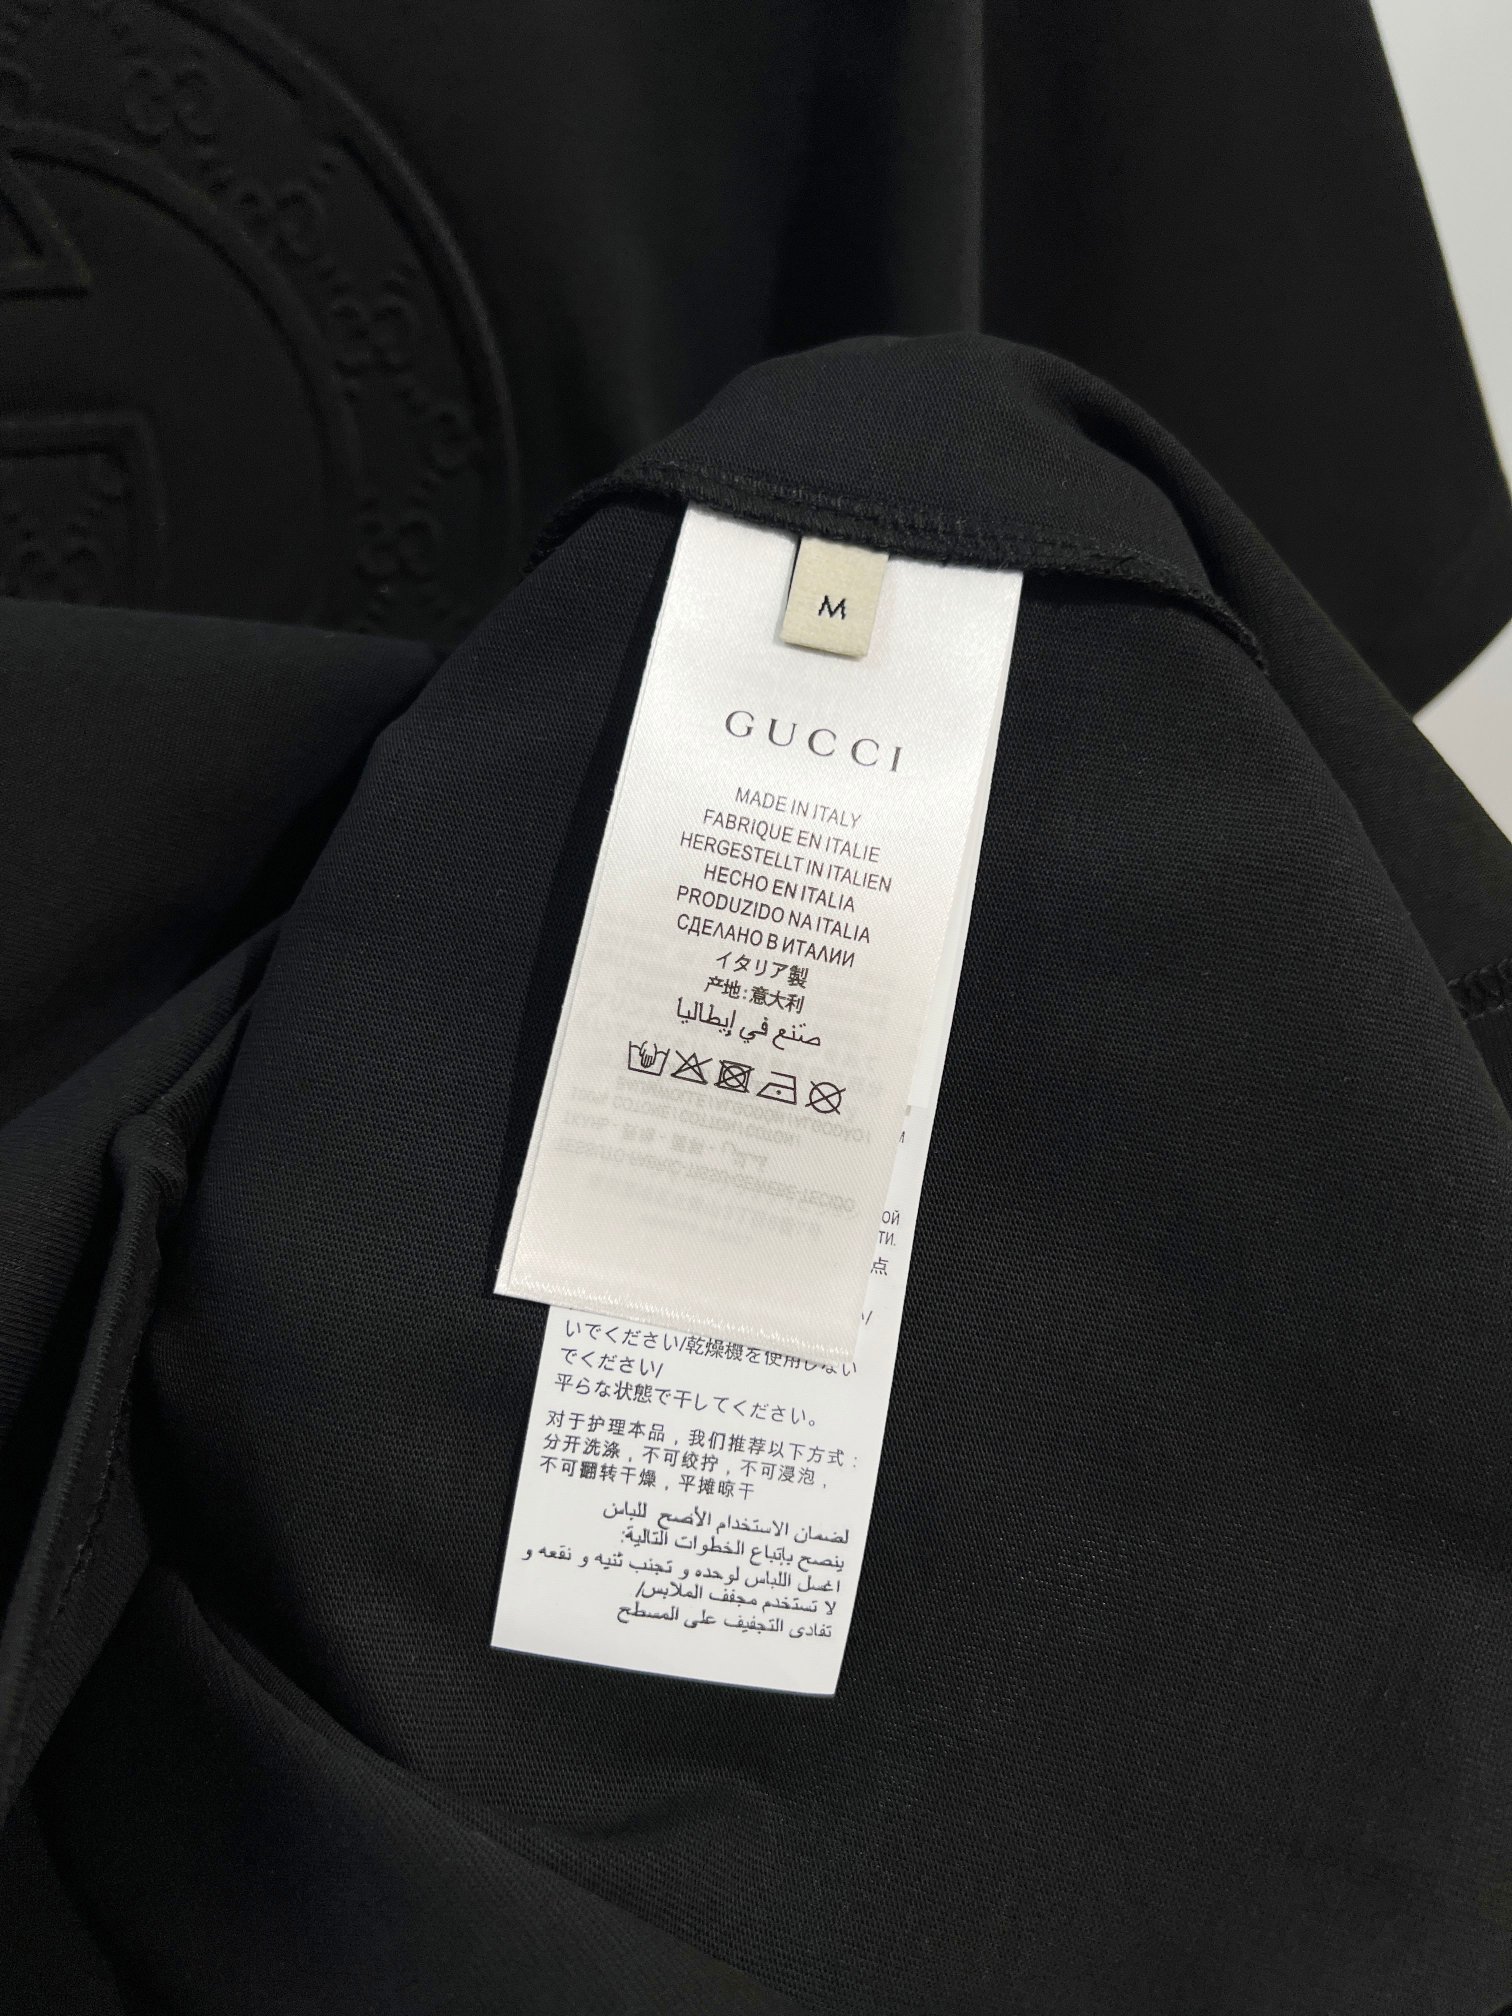 M
GUCCI
MADE IN ITALY
FABRIQUE EN ITALIE
HERGESTELLT IN ITALIEN
HECHO EN ITALIA
PRODUZIDO NA ITALIA
СДЕЛАНО В ИТАЛИИ
イタリア製
产地:意大利
صنع في إيطاليا
ОЙ
ТИ.
点
いでください/乾燥機を使用しない
でください/
平らな状態で干してください。
对于护理本品，我们推荐以下方式：
分开洗涤，不可绞拧，不可浸泡，
不可翻转干燥，平摊晾干
لضمان الاستخدام الأصح للباس
ينصح بإتباع الخطوات التالية:
اغسل اللباس لوحده و تجنب ثنيه و نقعه و
لا تستخدم مجفف الملابس/
تفادى التجفيف على المسطح